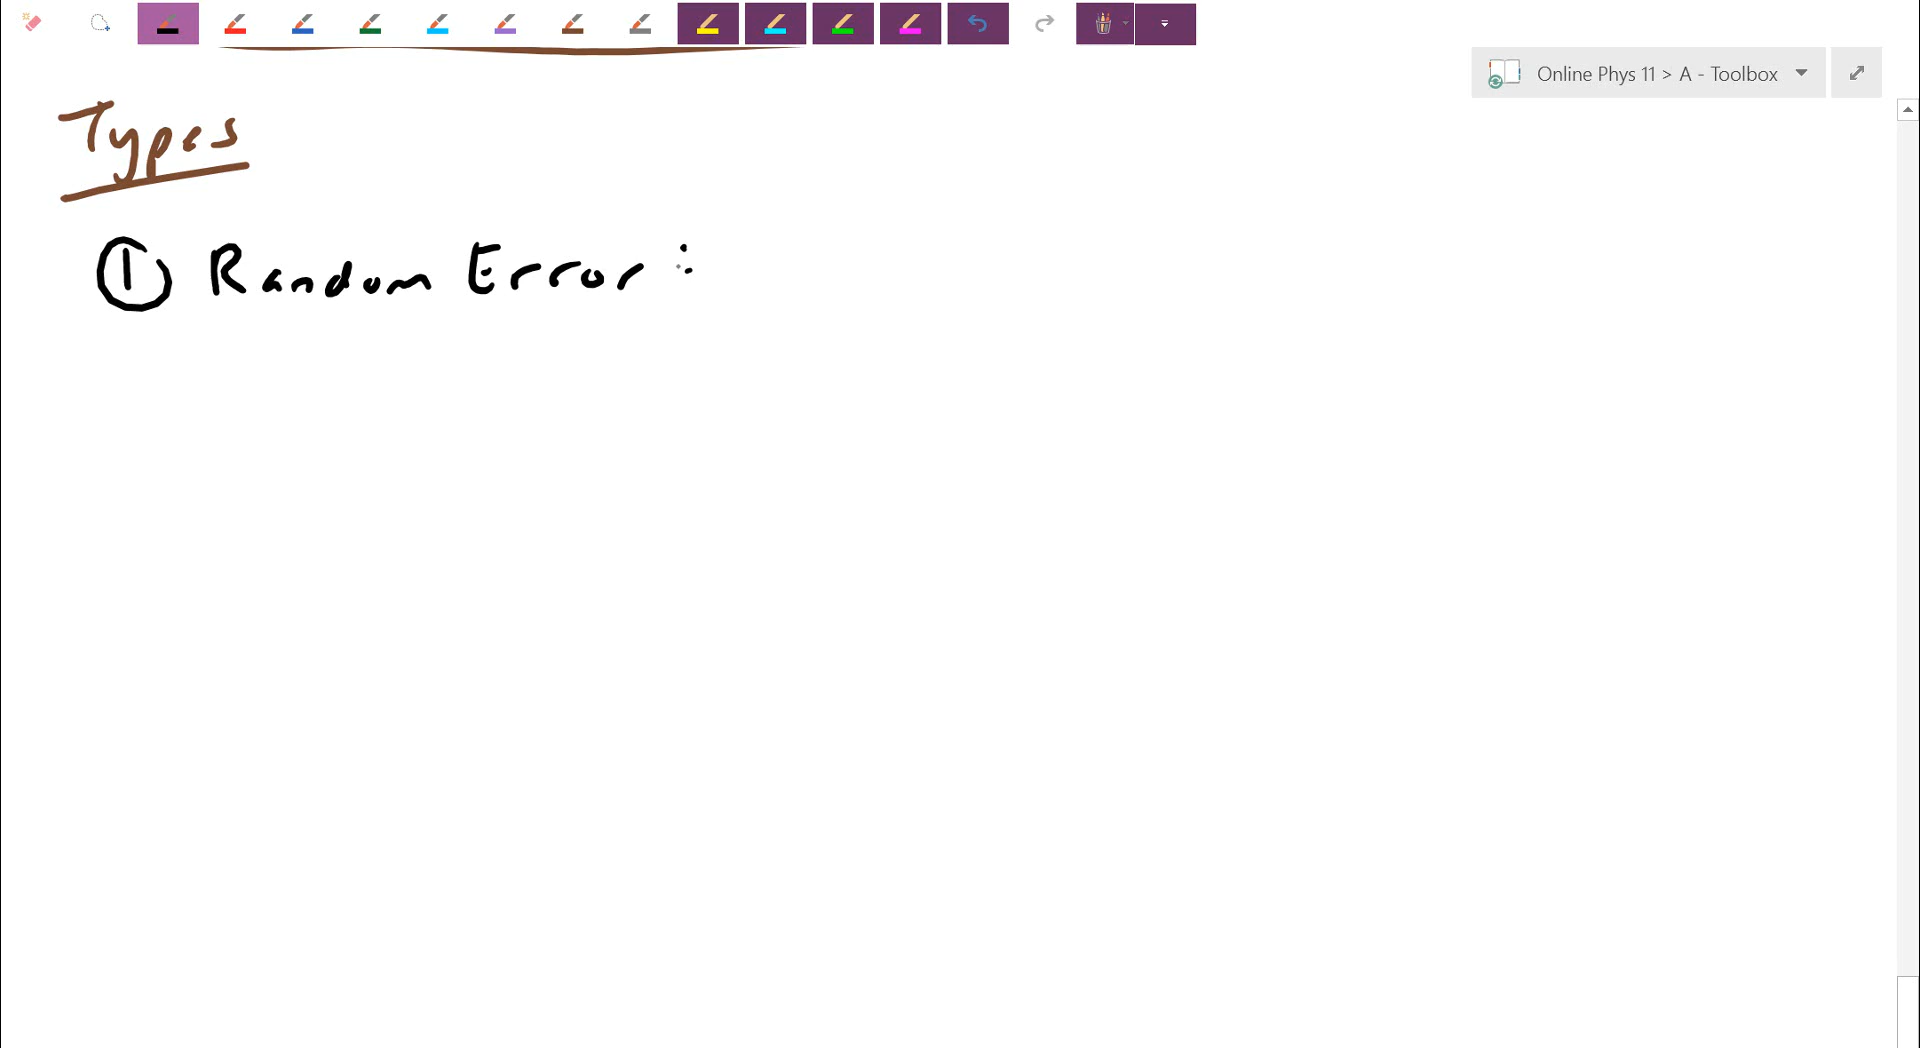 Online Phys 11 > A - Toolbox
Types
① Random Error :